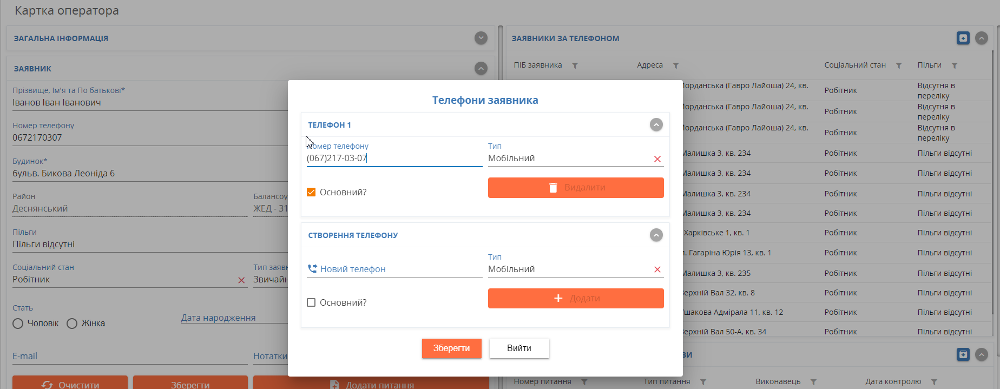 Картка оператора
ЗАГАЛЬНА ІНФОРМАЦІЯ
ЗАЯВНИК
Прізвище, Ім'я та По батькові*
Іванов Іван Іванович
Номер телефону
0672170307
Будинок*
бульв. Бикова Леоніда 6
Район
Деснянський
Балансоу
ЖЕД - 31
Пільги
Пільги відсутні
Соціальний стан
Робітник
Тип заявн
Звичайн
Стать
Чоловік
Жінка
Дата народження
E-mail
Нотатки
Очистити
Зберегти
Додати питання
Телефони заявника
ТЕЛЕФОН 1
омер телефону
(067)217-03-07
Тип
Мобільний
Основний?
Видалити
СТВОРЕННЯ ТЕЛЕФОНУ
Новий телефон
Тип
Мобільний
Основний?
Додати
Зберегти
Вийти
ЗАЯВНИКИ ЗА ТЕЛЕФОНОМ
ПІБ заявника Адреса Соціальний стан Пільги
Йорданська (Гавро Лайоша) 24, кв. Робітник Відсутня в
переліку
Йорданська (Гавро Лайоша) 24, кв. Робітник Відсутня в
переліку
Йорданська (Гавро Лайоша) 24, кв. Робітник Відсутня в
переліку
Малишка 3, кв. 234 Робітник Пільги відсутні
Малишка 3, кв. 234 Робітник Пільги відсутні
Малишка 3, кв. 234 Робітник Пільги відсутні
Малишка 3, кв. 234 Робітник Пільги відсутні
Харківське 1, кв. 1 Робітник Пільги відсутні
л. Гагаріна Юрія 13, кв. 1 Робітник Пільги відсутні
Малишка 3, кв. 235 Робітник Пільги відсутні
Верхній Вал 32, кв. 8 Робітник Пільги відсутні
Ушакова Адмірала 11, кв. 12 Робітник Пільги відсутні
Верхній Вал 50-А, кв. 34 Робітник Пільги відсутні
ВИ
Номер питання Тип питання Виконавець Дата контролю